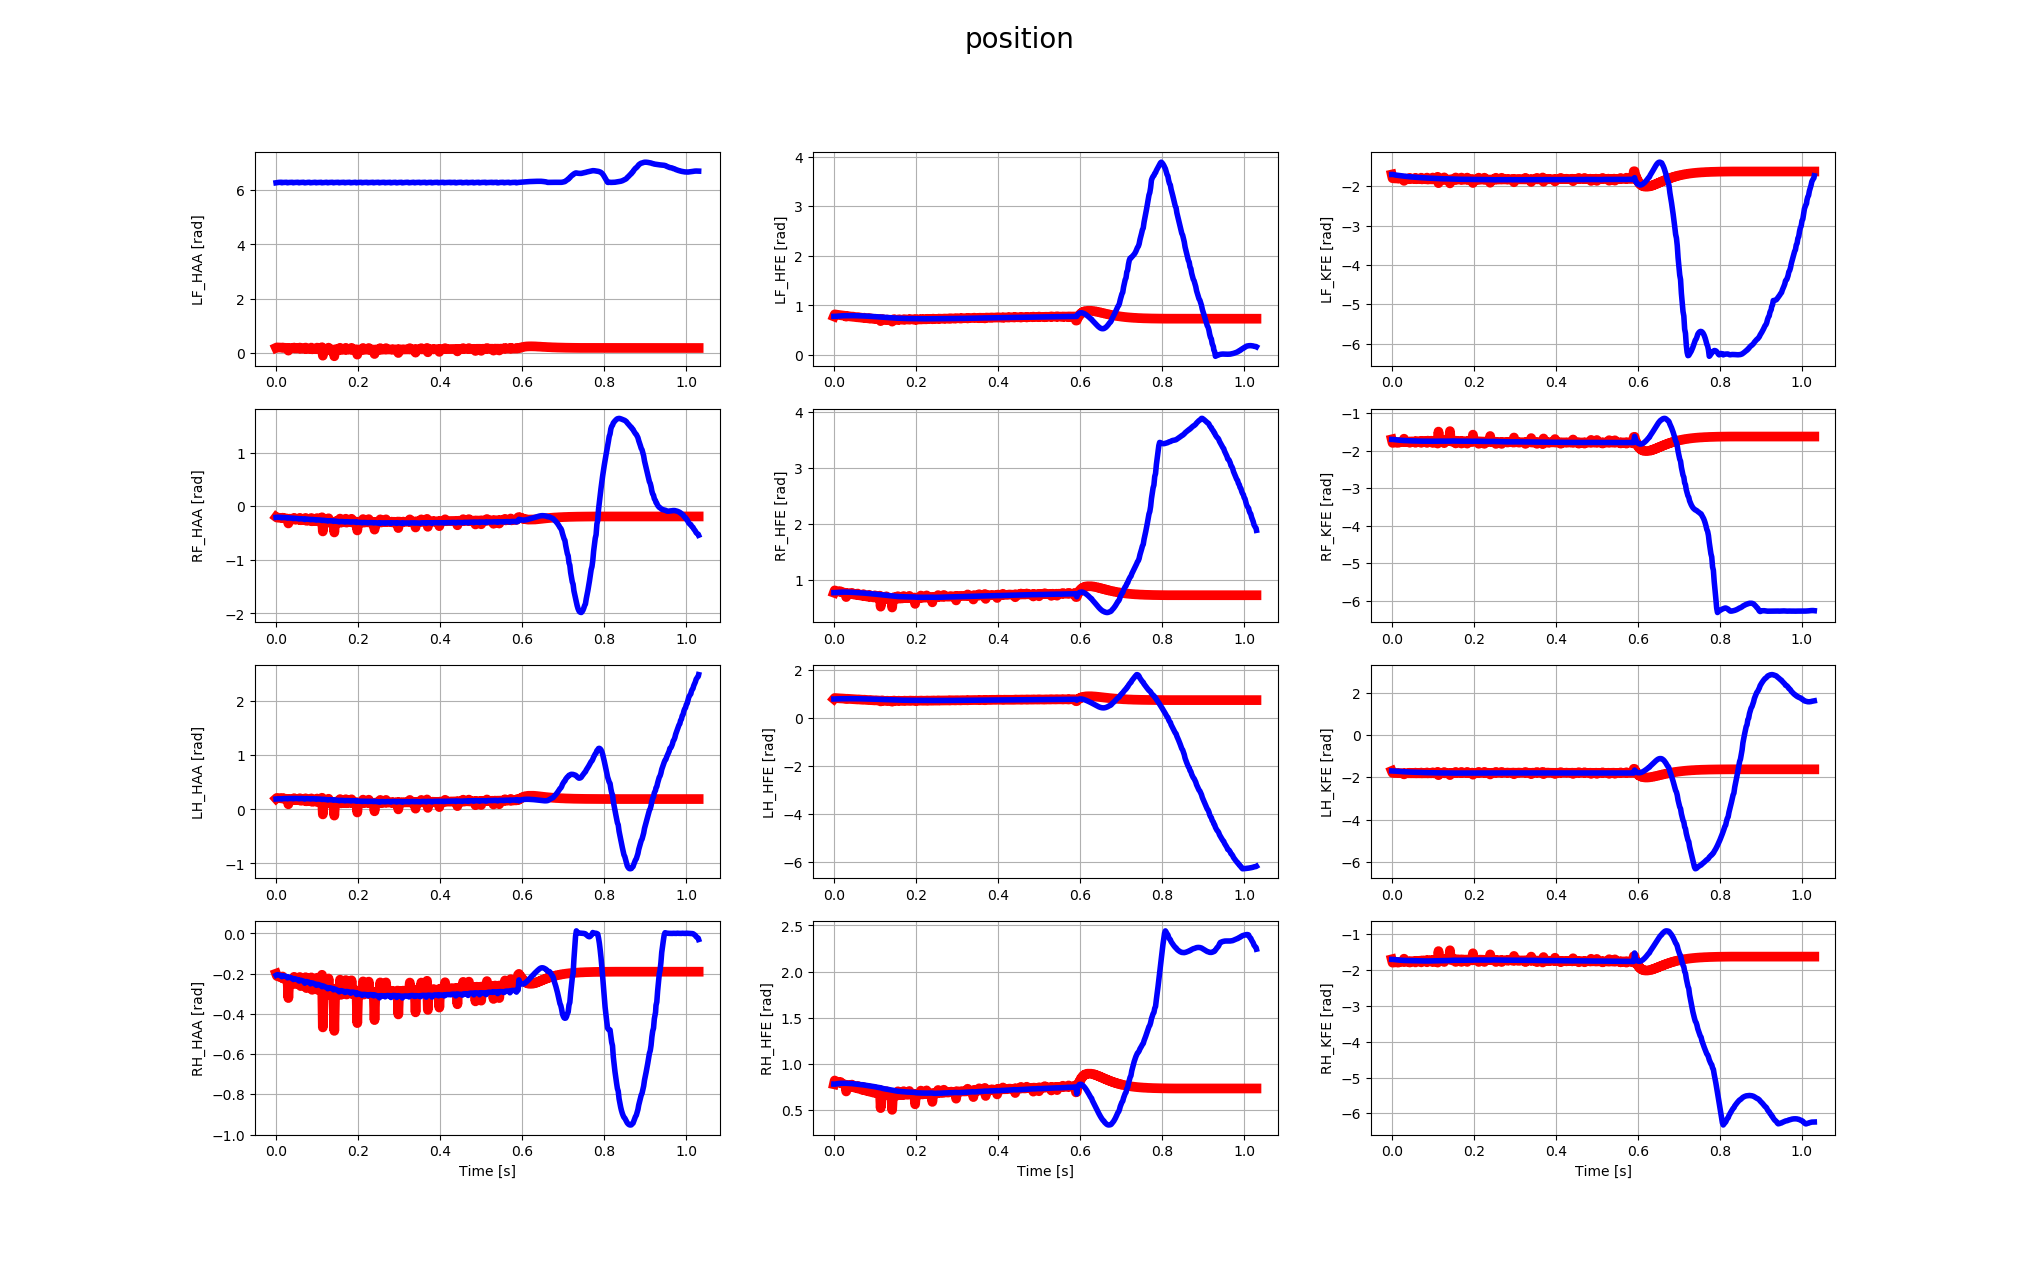 position
LF_HAA [rad]
6
4
2
0
0.0 0.2 0.4 0.6 0.8 1.0
LF_HFE [rad]
4
3
2
1
0
0.0 0.2 0.4 0.6 0.8 1.0
LF_KFE [rad]
−2
−3
−4
−5
−6
0.0 0.2 0.4 0.6 0.8 1.0
RF_HAA [rad]
1
0
−1
−2
0.0 0.2 0.4 0.6 0.8 1.0
RF_HFE [rad]
4
3
2
1
0.0 0.2 0.4 0.6 0.8 1.0
RF_KFE [rad]
−1
−2
−3
−4
−5
−6
0.0 0.2 0.4 0.6 0.8 1.0
LH_HAA [rad]
2
1
0
−1
0.0 0.2 0.4 0.6 0.8 1.0
LH_HFE [rad]
2
0
−2
−4
−6
0.0 0.2 0.4 0.6 0.8 1.0
LH_KFE [rad]
2
0
−2
−4
−6
0.0 0.2 0.4 0.6 0.8 1.0
RH_HAA [rad]
0.0
−0.2
−0.4
−0.6
−0.8
−1.0
0.0 0.2 0.4 0.6 0.8 1.0
Time [s]
RH_HFE [rad]
2.5
2.0
1.5
1.0
0.5
0.0 0.2 0.4 0.6 0.8 1.0
Time [s]
RH_KFE [rad]
−1
−2
−3
−4
−5
−6
0.0 0.2 0.4 0.6 0.8 1.0
Time [s]